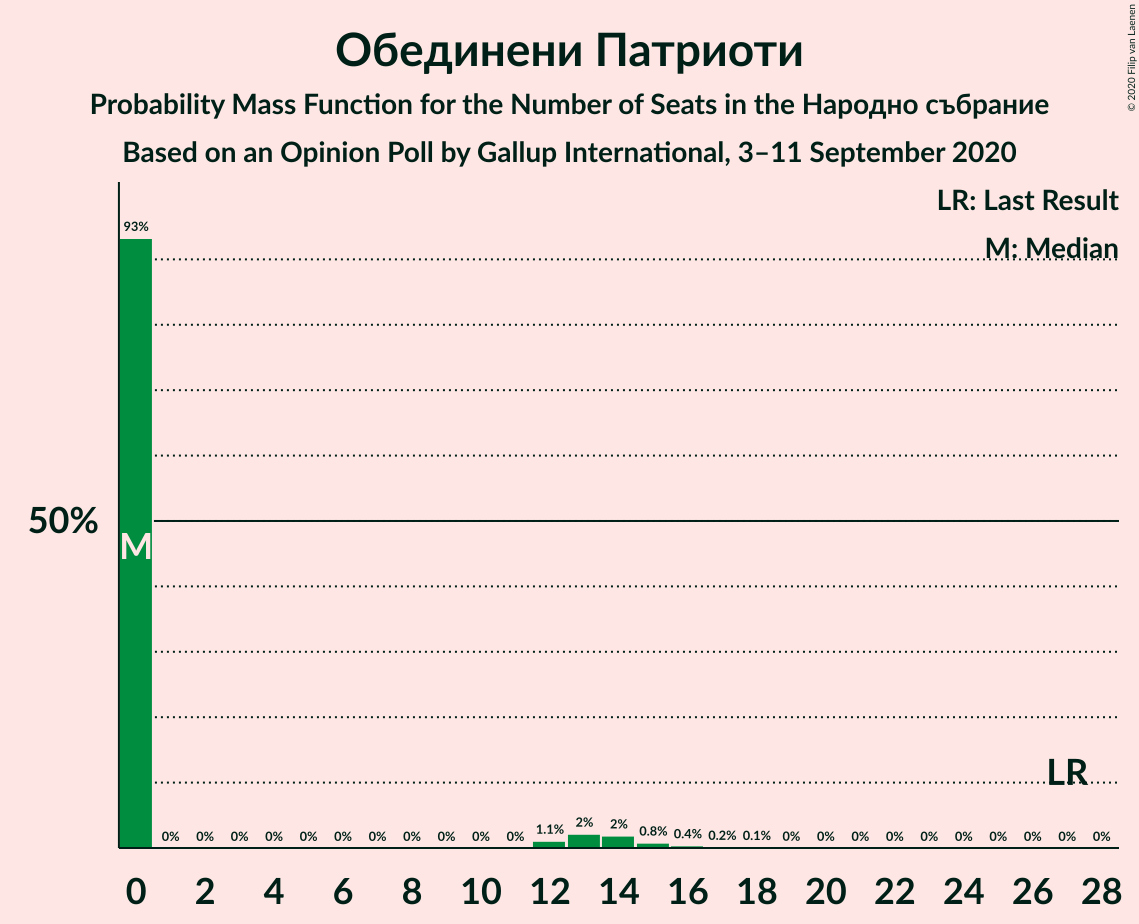 Обединени Патриоти
Probability Mass Function for the Number of Seats in the Народно събрание
Based on an Opinion Poll by Gallup International, 3–11 September 2020
© 2020 Filip van Laenen
LR: Last Result
M: Median
93%
50%
M
LR
0% 0% 0% 0% 0% 0% 0% 0% 0% 0% 0% 1.1% 2% 2% 0.8% 0.4% 0.2% 0.1% 0% 0% 0% 0% 0% 0% 0% 0% 0% 0%
0 2 4 6 8 10 12 14 16 18 20 22 24 26 28